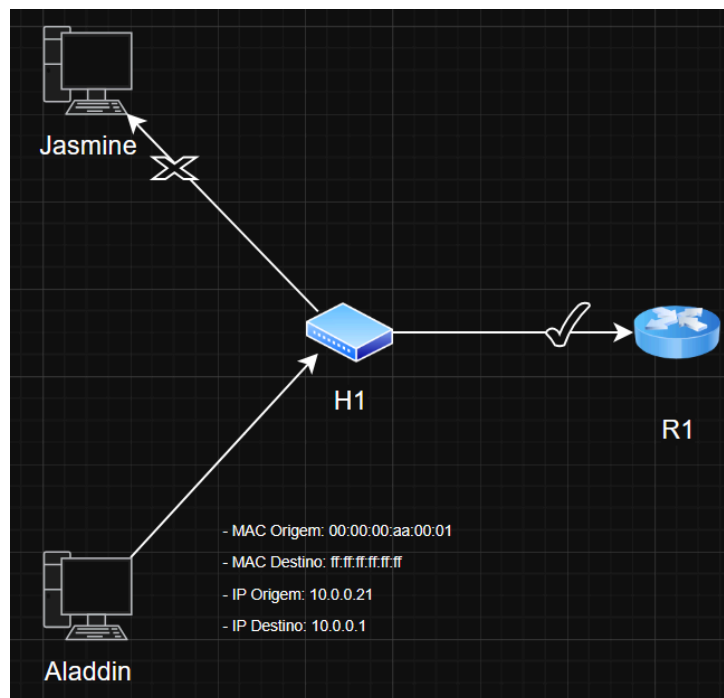 Jasmine
H1
R1
- MAC Origem: 00:00:00:aa:00:01
- MAC Destino: ff:ff:ff:ff:ff:ff
- IP Origem: 10.0.0.21
- IP Destino: 10.0.0.1
Aladdin